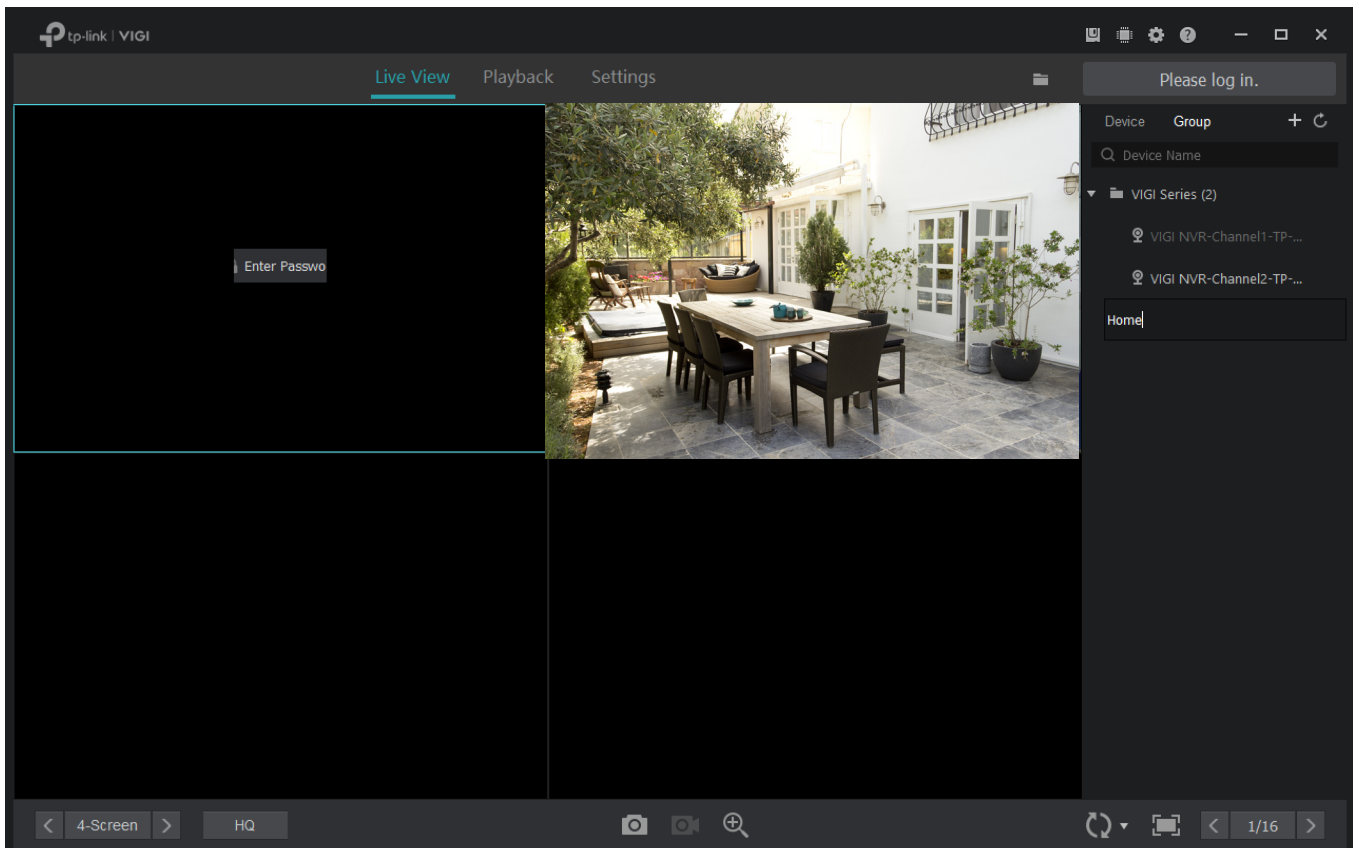 tp-link | VIGI
Live View Playback Settings
Please log in.
Device Group
Device Name
VIGI Series (2)
VIGI NVR-Channel1-TP-...
VIGI NVR-Channel2-TP-...
Home
Enter Passwo
4-Screen
HQ
1/16